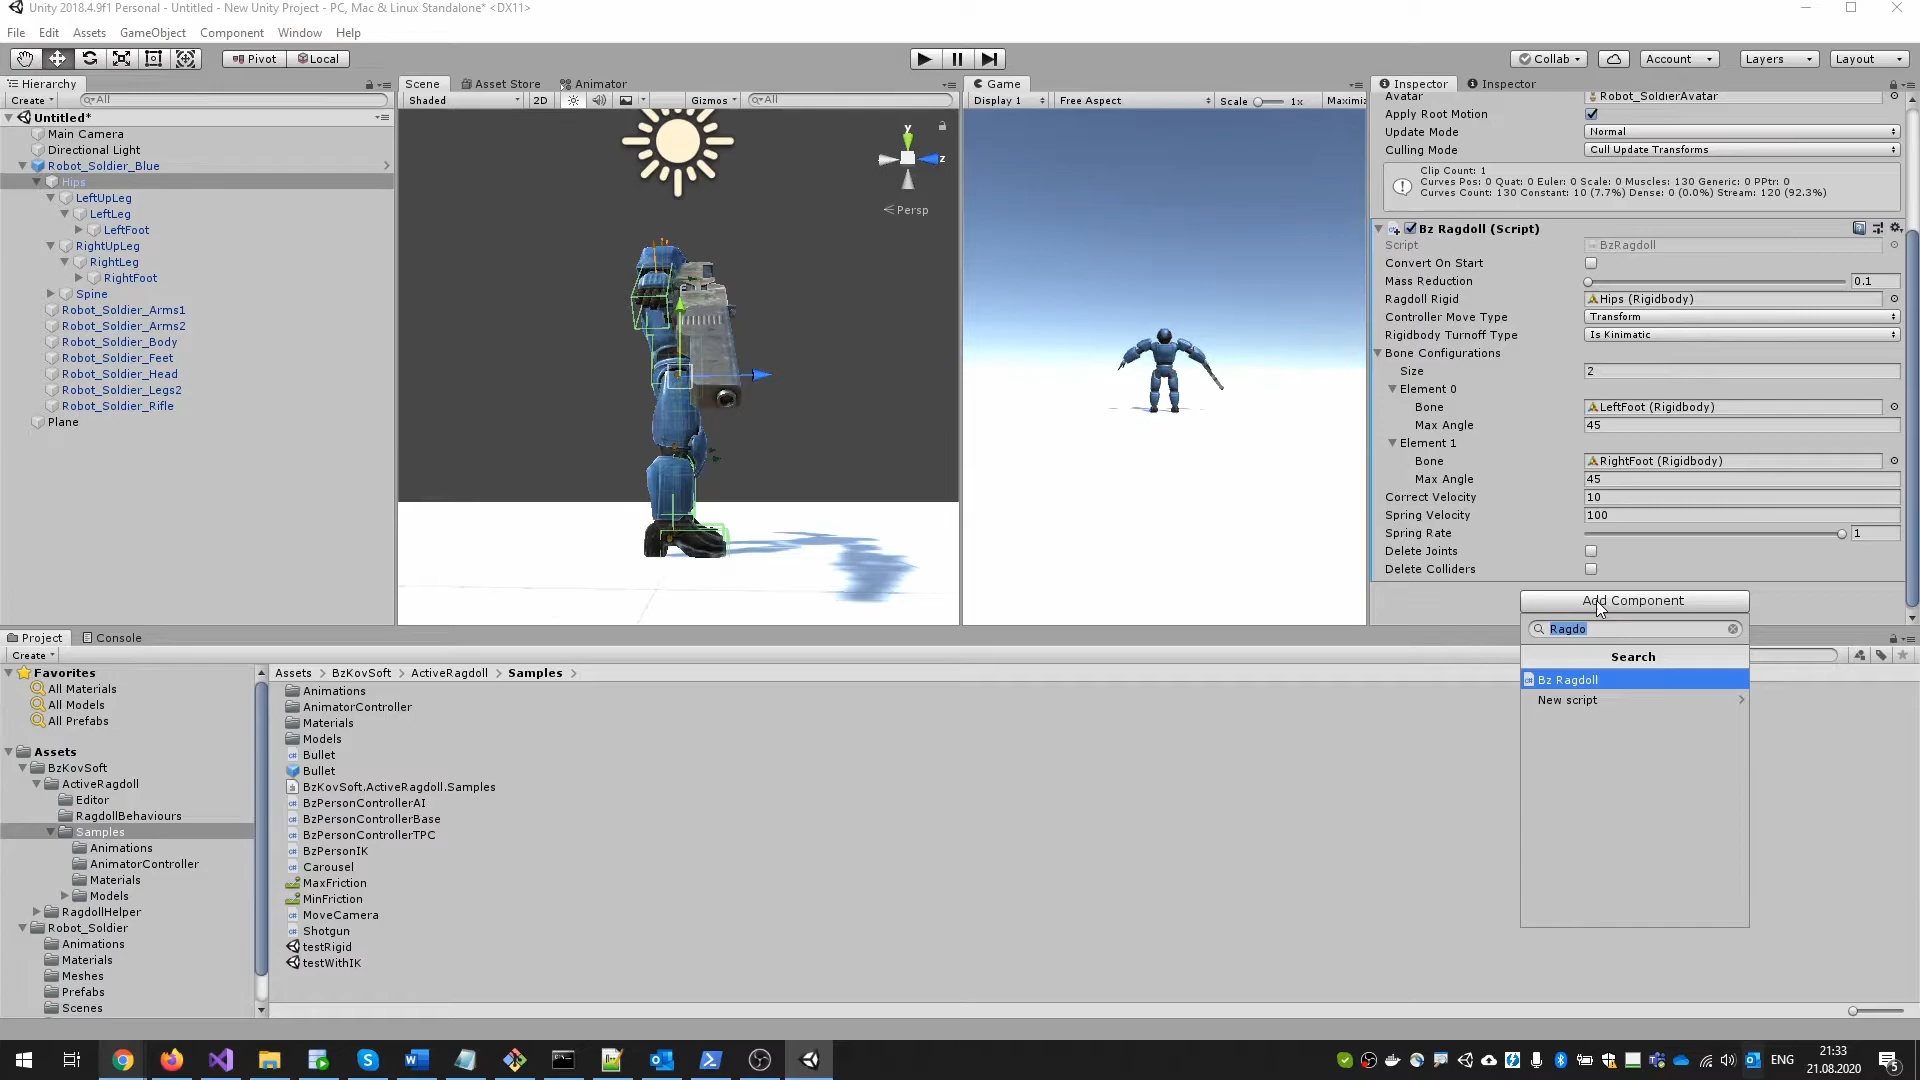 Unity 2018.4.9f1 Personal - Untitled - New Unity Project - PC, Mac & Linux Standalone* <DX11>
File Edit Assets GameObject Component Window Help
Pivot Local Collab Account Layers Layout
Hierarchy
Create All
Untitled*
Main Camera
Directional Light
Robot_Soldier_Blue
Hips
LeftUpLeg
LeftLeg
LeftFoot
RightUpLeg
RightLeg
RightFoot
Spine
Robot_Soldier_Arms1
Robot_Soldier_Arms2
Robot_Soldier_Body
Robot_Soldier_Feet
Robot_Soldier_Head
Robot_Soldier_Legs2
Robot_Soldier_Rifle
Plane
Scene Asset Store Animator
Shaded 2D Gizmos All
y
z
Persp
Game
Display 1 Free Aspect Scale 1x Maximi
Inspector Inspector
Avatar Robot_SoldierAvatar
Apply Root Motion
Update Mode Normal
Culling Mode Cull Update Transforms
Clip Count: 1
Curves Pos: 0 Quat: 0 Euler: 0 Scale: 0 Muscles: 130 Generic: 0 PPtr: 0
Curves Count: 130 Constant: 10 (7.7%) Dense: 0 (0.0%) Stream: 120 (92.3%)
Bz Ragdoll (Script)
Script BzRagdoll
Convert On Start
Mass Reduction 0.1
Ragdoll Rigid Hips (Rigidbody)
Controller Move Type Transform
Rigidbody Turnoff Type Is Kinimatic
Bone Configurations
Size 2
Element 0
Bone LeftFoot (Rigidbody)
Max Angle 45
Element 1
Bone RightFoot (Rigidbody)
Max Angle 45
Correct Velocity 10
Spring Velocity 100
Spring Rate 1
Delete Joints
Delete Colliders
Add Component
Ragdo
Search
Bz Ragdoll
New script
Project Console
Create
Favorites
All Materials
All Models
All Prefabs
Assets
BzKovSoft
ActiveRagdoll
Editor
RagdollBehaviours
Samples
Animations
AnimatorController
Materials
Models
RagdollHelper
Robot_Soldier
Animations
Materials
Meshes
Prefabs
Scenes
Assets BzKovSoft ActiveRagdoll Samples
Animations
AnimatorController
Materials
Models
Bullet
Bullet
BzKovSoft.ActiveRagdoll.Samples
BzPersonControllerAI
BzPersonControllerBase
BzPersonControllerTPC
BzPersonIK
Carousel
MaxFriction
MinFriction
MoveCamera
Shotgun
testRigid
testWithIK
ENG
21:33
21.08.2020
5